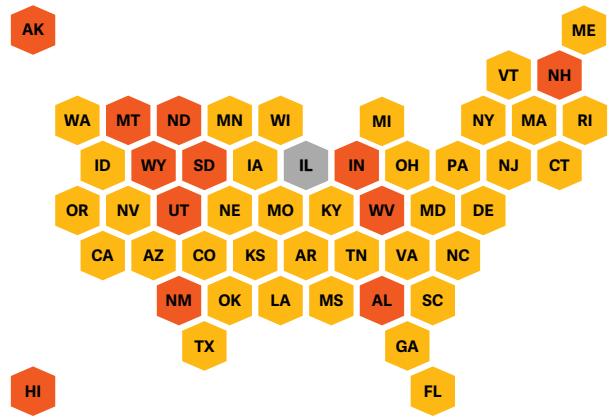 AK
ME
VT NH
WA MT ND MN WI MI NY MA RI
ID WY SD IA IL IN OH PA NJ CT
OR NV UT NE MO KY WV MD DE
CA AZ CO KS AR TN VA NC
NM OK LA MS AL SC
TX GA
HI FL